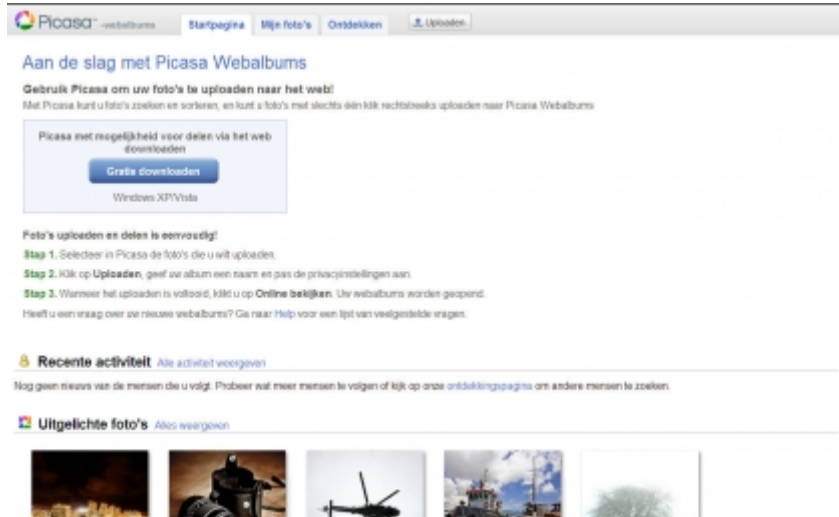 Picasa™ -webalbums
Startpagina Mijn foto's Ontdekken Uploaden
Aan de slag met Picasa Webalbums
Gebruik Picasa om uw foto's te uploaden naar het web!
Met Picasa kunt u foto's zoeken en sorteren, en kunt u foto's met slechts één klik rechtstreeks uploaden naar Picasa Webalbums
Picasa met mogelijkheid voor delen via het web
downloaden
Gratis downloaden
Windows XP/Vista
Foto's uploaden en delen is eenvoudig!
Stap 1. Selecteer in Picasa de foto's die u wilt uploaden.
Stap 2. Klik op Uploaden, geef uw album een naam en pas de privacyinstellingen aan.
Stap 3. Wanneer het uploaden is voltooid, klikt u op Online bekijken. Uw webalbums worden geopend.
Heeft u een vraag over uw nieuwe webalbums? Ga naar Help voor een lijst van veelgestelde vragen.
Recente activiteit Alle activiteit weergeven
Nog geen nieuws van de mensen die u volgt. Probeer wat meer mensen te volgen of kijk op onze ontdekkingspagina om andere mensen te zoeken.
Uitgelichte foto's Alles weergeven